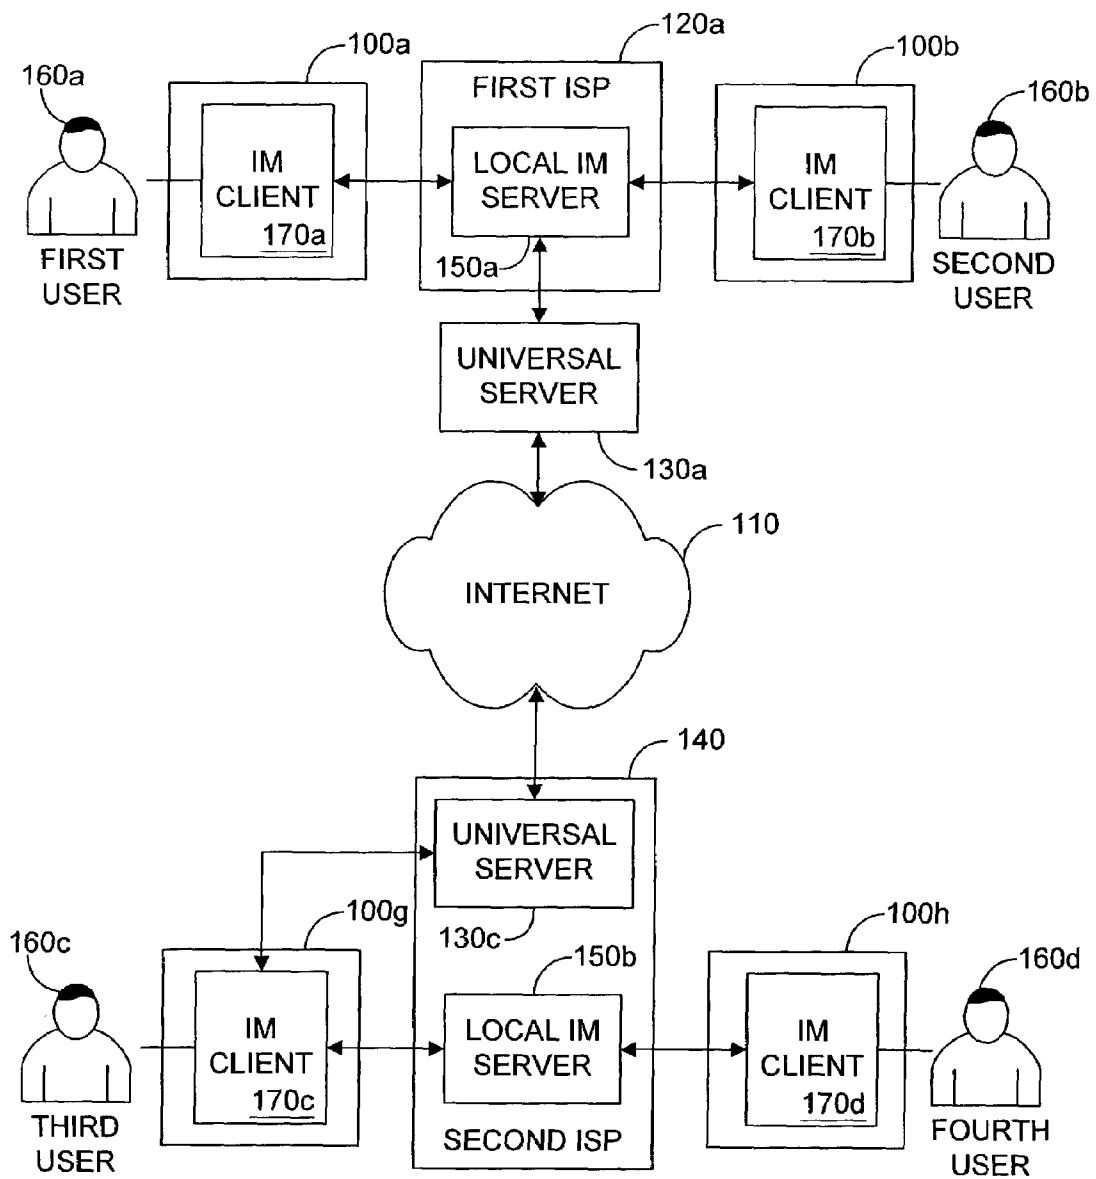 100a
120a
100b
160a
160b
FIRST ISP
IM
CLIENT
170a
LOCAL IM
SERVER
150a
IM
CLIENT
170b
FIRST
USER
SECOND
USER
UNIVERSAL
SERVER
130a
110
INTERNET
140
UNIVERSAL
SERVER
130c
100g
100h
160c
150b
160d
IM
CLIENT
170c
LOCAL IM
SERVER
IM
CLIENT
170d
SECOND ISP
THIRD
USER
FOURTH
USER